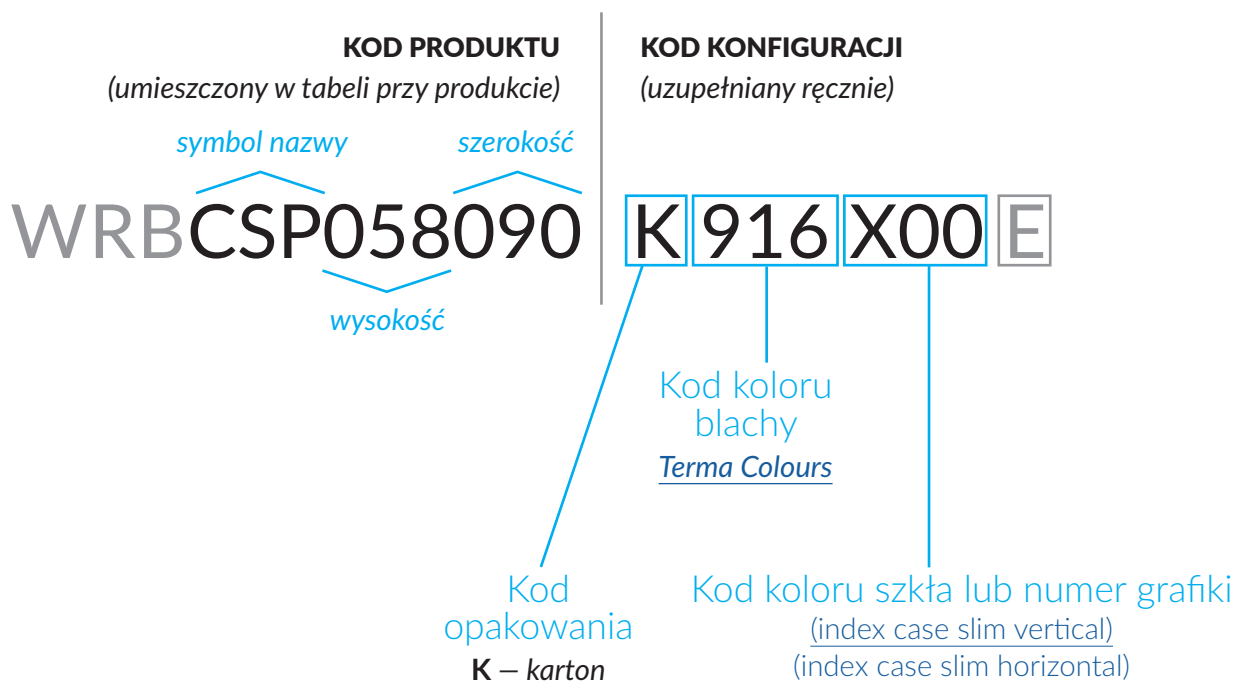 KOD PRODUKTU
(umieszczony w tabeli przy produkcie)
KOD KONFIGURACJI
(uzupełniany ręcznie)
symbol nazwy
szerokość
WRBCSP058090 K 916 X00 E
wysokość
Kod koloru
blachy
Terma Colours
Kod
opakowania
K – karton
Kod koloru szkła lub numer grafiki
(index case slim vertical)
(index case slim horizontal)